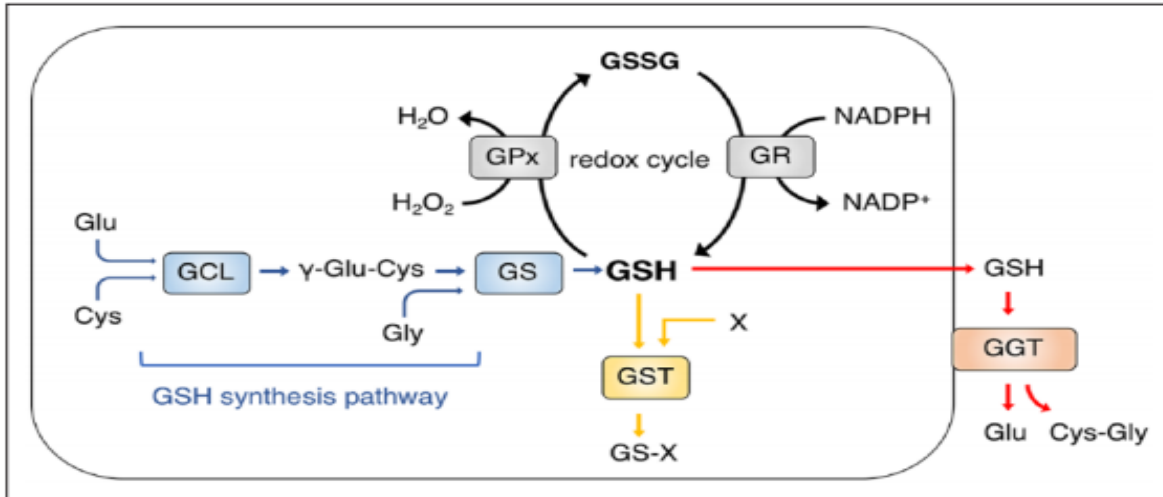 GSSG
H₂O
NADPH
GPx
redox cycle
GR
H₂O₂
NADP⁺
Glu
GCL
γ-Glu-Cys
GS
GSH
GSH
Cys
Gly
X
GGT
GST
GSH synthesis pathway
Glu
Cys-Gly
GS-X